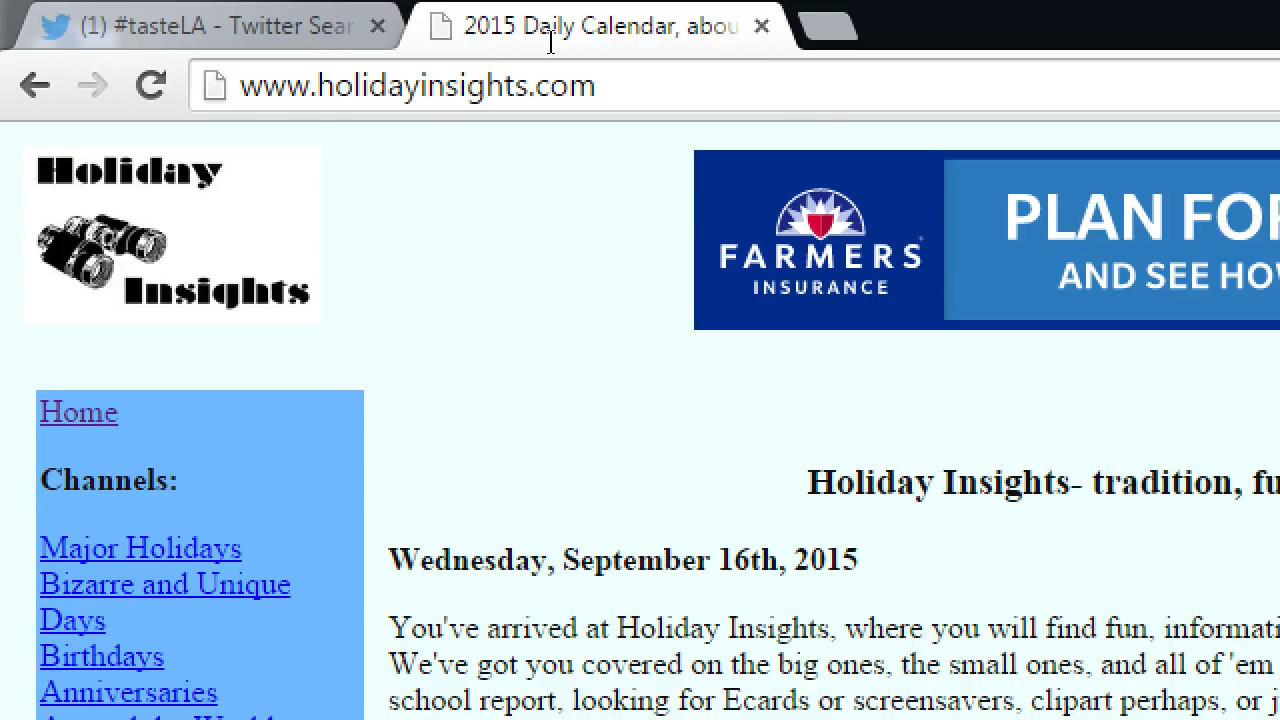 (1) #tasteLA - Twitter Sear
2015 Daily Calendar, abou
www.holidayinsights.com
Holiday
Insights
FARMERS
INSURANCE
PLAN FOR
AND SEE HOW
Home
Channels:
Major Holidays
Bizarre and Unique
Days
Birthdays
Anniversaries
Holiday Insights- tradition, fu
Wednesday, September 16th, 2015
You've arrived at Holiday Insights, where you will find fun, informati
We've got you covered on the big ones, the small ones, and all of 'em
school report, looking for Ecards or screensavers, clipart perhaps, or j